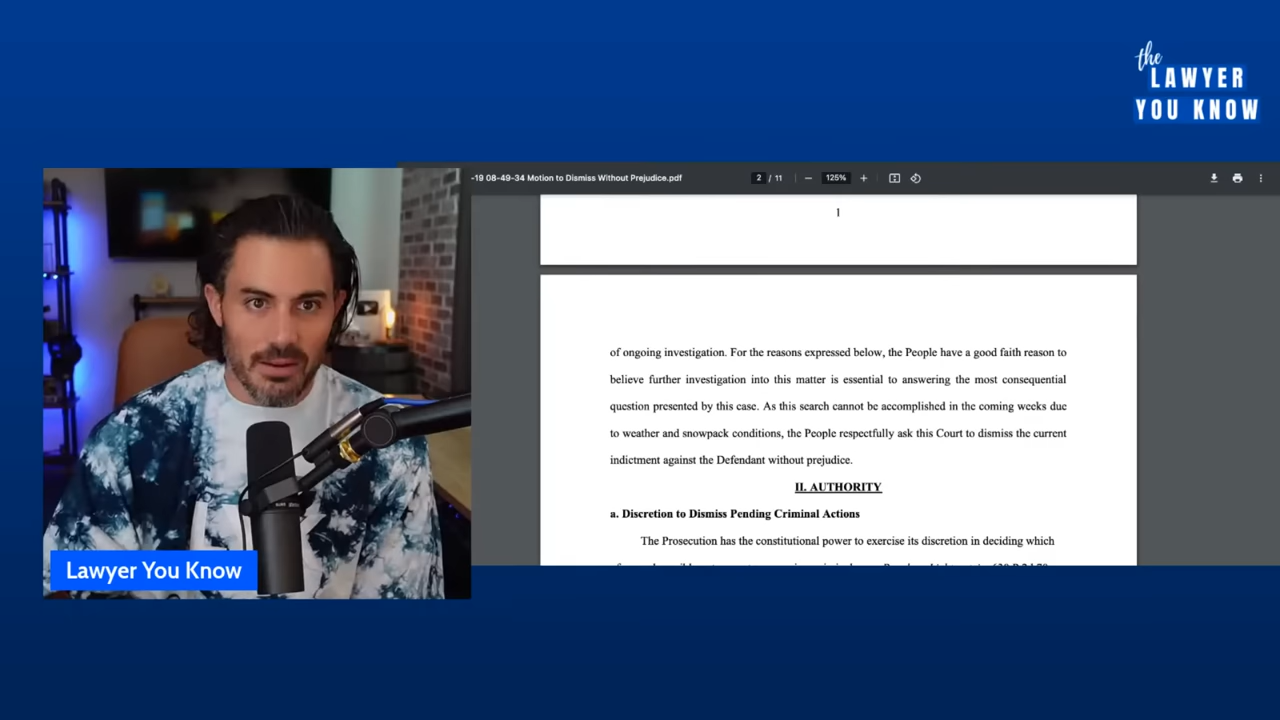 the
LAWYER
YOU KNOW
-19 08-49-34 Motion to Dismiss Without Prejudice.pdf
2 / 11
125%
1
of ongoing investigation. For the reasons expressed below, the People have a good faith reason to
believe further investigation into this matter is essential to answering the most consequential
question presented by this case. As this search cannot be accomplished in the coming weeks due
to weather and snowpack conditions, the People respectfully ask this Court to dismiss the current
indictment against the Defendant without prejudice.
II. AUTHORITY
a. Discretion to Dismiss Pending Criminal Actions
The Prosecution has the constitutional power to exercise its discretion in deciding which
Lawyer You Know